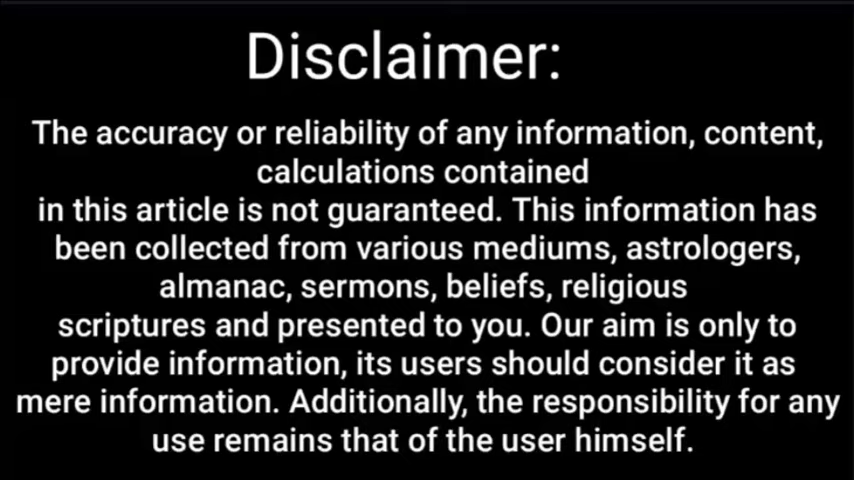 Disclaimer:
The accuracy or reliability of any information, content,
calculations contained
in this article is not guaranteed. This information has
been collected from various mediums, astrologers,
almanac, sermons, beliefs, religious
scriptures and presented to you. Our aim is only to
provide information, its users should consider it as
mere information. Additionally, the responsibility for any
use remains that of the user himself.